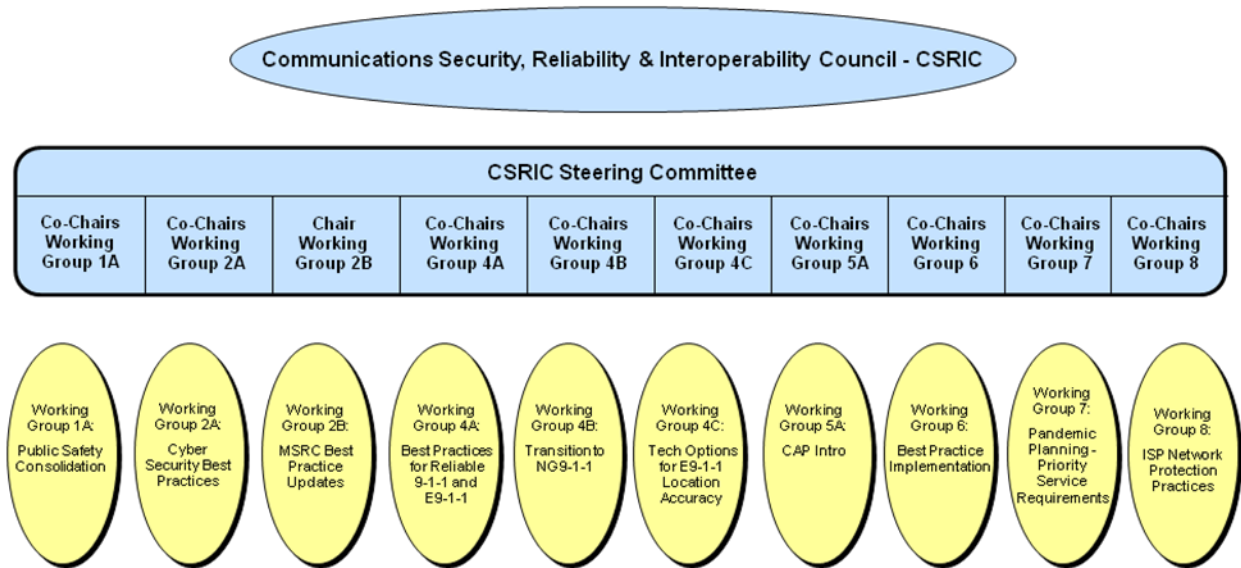 Communications Security, Reliability & Interoperability Council - CSRIC
CSRIC Steering Committee
Co-Chairs
Working
Group 1A
Co-Chairs
Working
Group 2A
Chair
Working
Group 2B
Co-Chairs
Working
Group 4A
Co-Chairs
Working
Group 4B
Co-Chairs
Working
Group 4C
Co-Chairs
Working
Group 5A
Co-Chairs
Working
Group 6
Co-Chairs
Working
Group 7
Co-Chairs
Working
Group 8
Working
Group 1A:
Public Safety
Consolidation
Working
Group 2A:
Cyber
Security Best
Practices
Working
Group 2B:
MSRC Best
Practice
Updates
Working
Group 4A:
Best Practices
for Reliable
9-1-1 and
E9-1-1
Working
Group 4B:
Transition to
NG9-1-1
Working
Group 4C:
Tech Options
for E9-1-1
Location
Accuracy
Working
Group 5A:
CAP Intro
Working
Group 6:
Best Practice
Implementation
Working
Group 7:
Pandemic
Planning -
Priority
Service
Requirements
Working
Group 8:
ISP Network
Protection
Practices